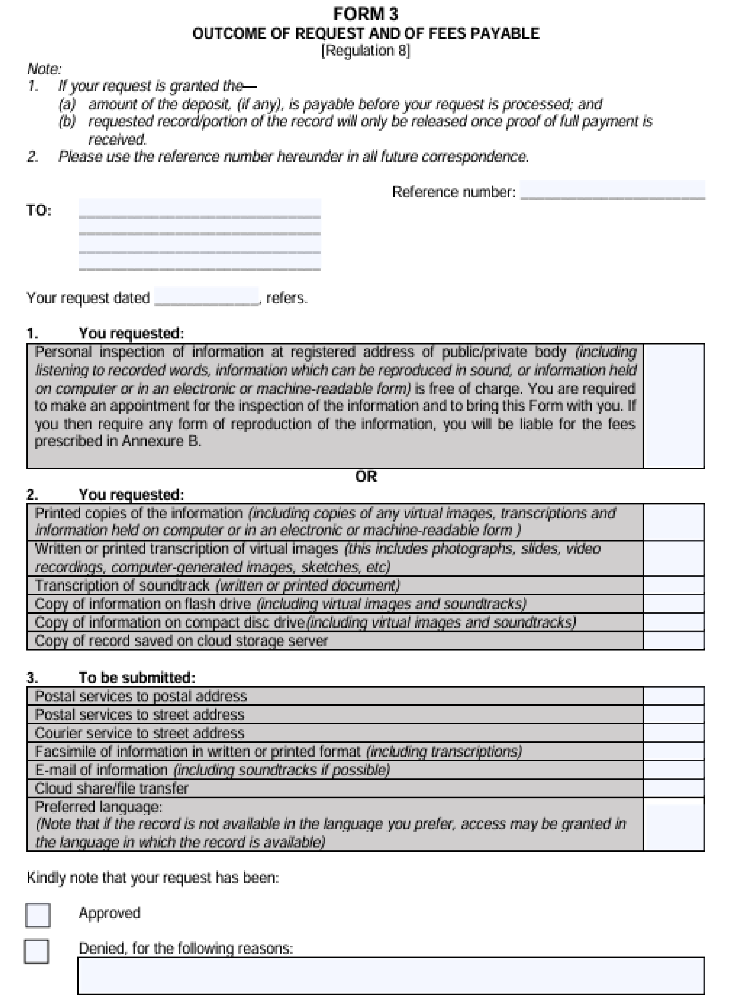 FORM 3
OUTCOME OF REQUEST AND OF FEES PAYABLE
[Regulation 8]
Note:
1. If your request is granted the—
(a) amount of the deposit, (if any), is payable before your request is processed; and
(b) requested record/portion of the record will only be released once proof of full payment is
received.
2. Please use the reference number hereunder in all future correspondence.
Reference number:
TO:
Your request dated , refers.
1. You requested:
Personal inspection of information at registered address of public/private body (including
listening to recorded words, information which can be reproduced in sound, or information held
on computer or in an electronic or machine-readable form) is free of charge. You are required
to make an appointment for the inspection of the information and to bring this Form with you. If
you then require any form of reproduction of the information, you will be liable for the fees
prescribed in Annexure B.
OR
2. You requested:
Printed copies of the information (including copies of any virtual images, transcriptions and
information held on computer or in an electronic or machine-readable form )
Written or printed transcription of virtual images (this includes photographs, slides, video
recordings, computer-generated images, sketches, etc)
Transcription of soundtrack (written or printed document)
Copy of information on flash drive (including virtual images and soundtracks)
Copy of information on compact disc drive(including virtual images and soundtracks)
Copy of record saved on cloud storage server
3. To be submitted:
Postal services to postal address
Postal services to street address
Courier service to street address
Facsimile of information in written or printed format (including transcriptions)
E-mail of information (including soundtracks if possible)
Cloud share/file transfer
Preferred language:
(Note that if the record is not available in the language you prefer, access may be granted in
the language in which the record is available)
Kindly note that your request has been:
Approved
Denied, for the following reasons: